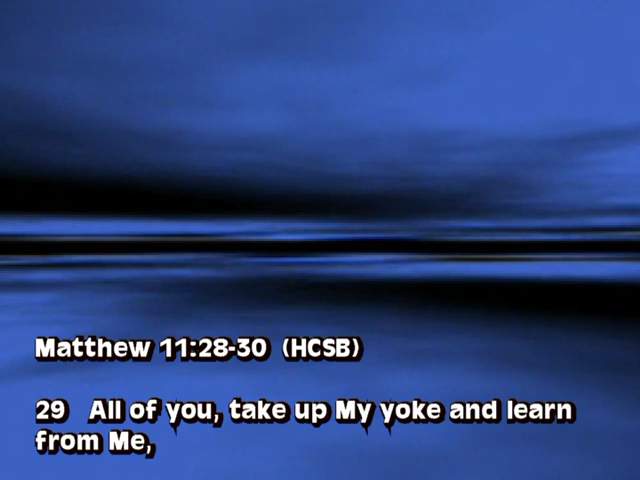 Matthew 11:28-30 (HCSB)
29 All of you, take up My yoke and learn
from Me,